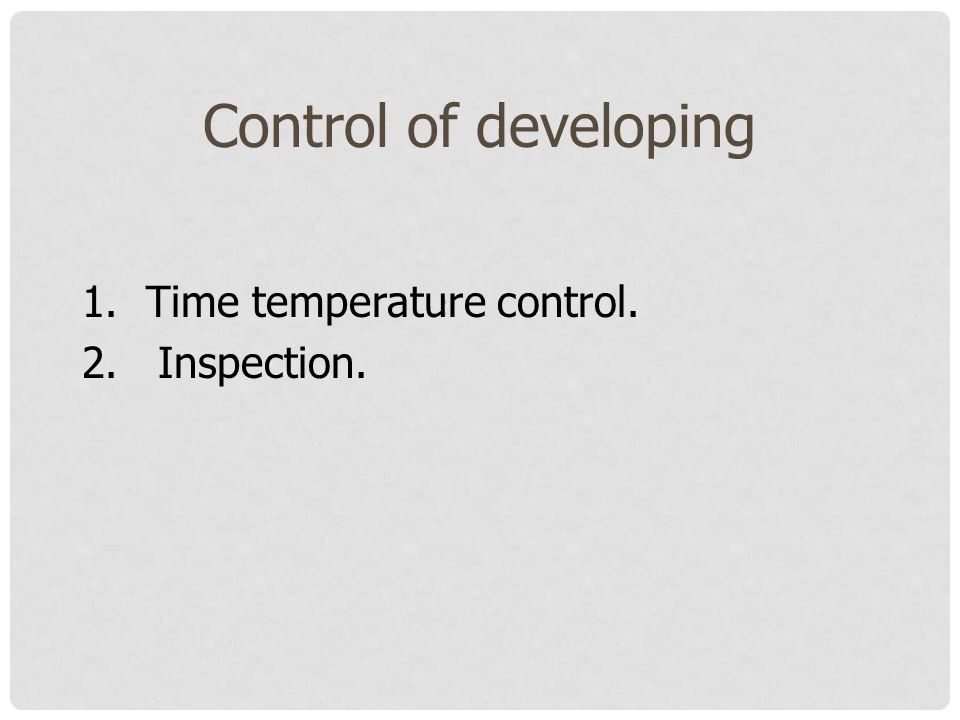 Control of developing
1. Time temperature control.
2. Inspection.